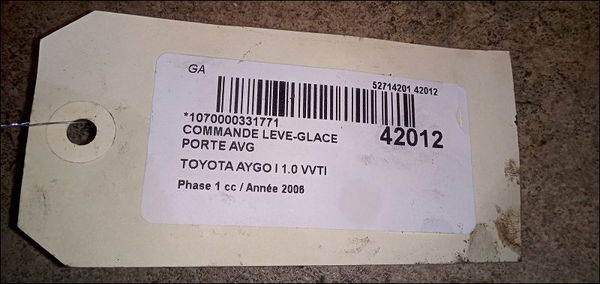 GA
52714201 42012
*1070000331771
COMMANDE LEVE-GLACE
PORTE AVG
42012
TOYOTA AYGO I 1.0 VVTI
Phase 1 cc / Année 2006